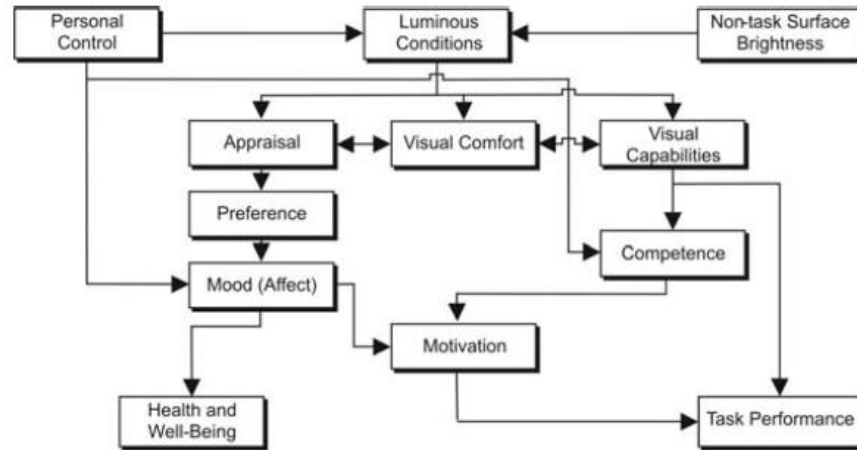 Personal
Control
Luminous
Conditions
Non-task Surface
Brightness
Appraisal
Visual Comfort
Visual
Capabilities
Preference
Competence
Mood (Affect)
Motivation
Health and
Well-Being
Task Performance